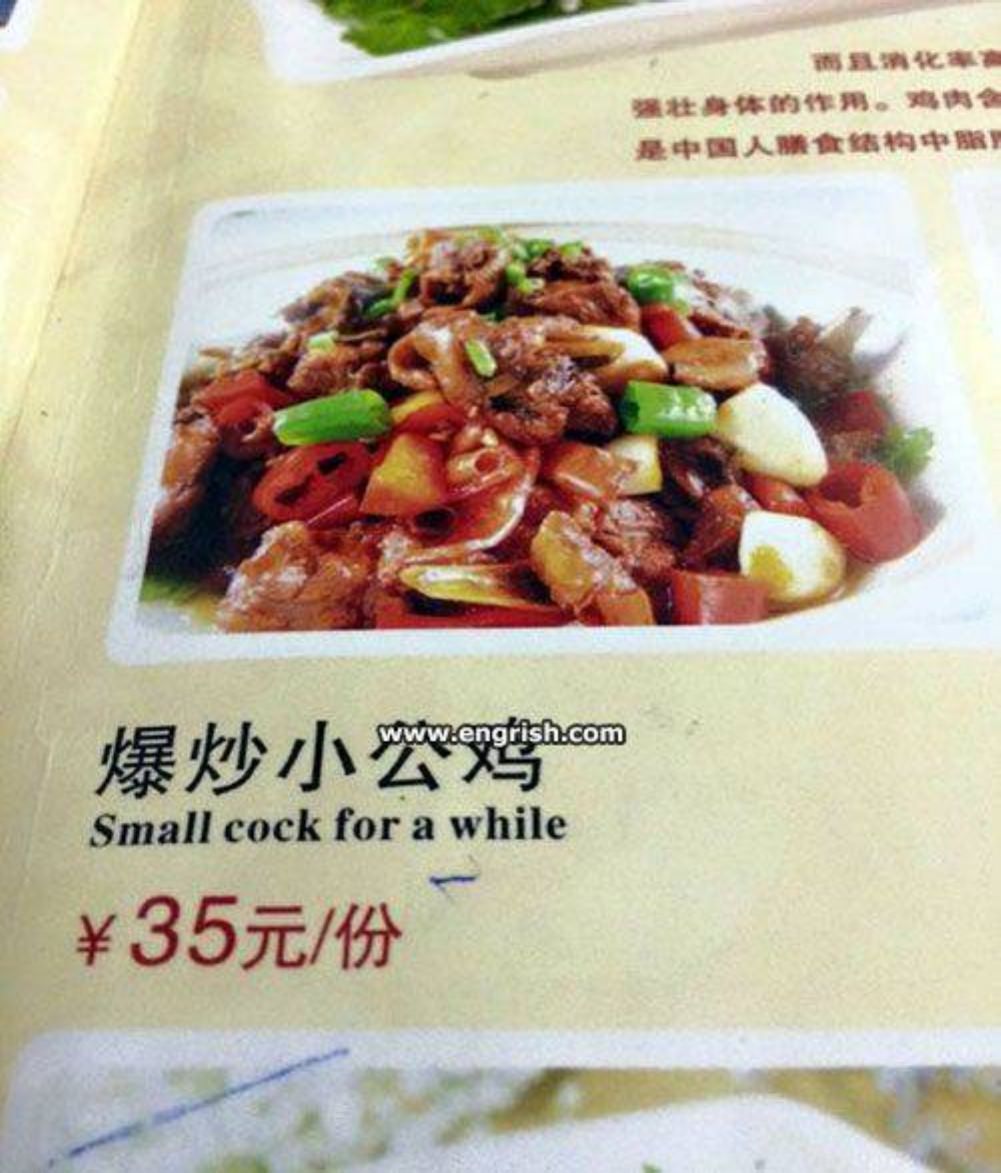 而且消化率高
强壮身体的作用。鸡肉含
是中国人膳食结构中脂肪
www.engrish.com
爆炒小公鸡
Small cock for a while
¥35元/份